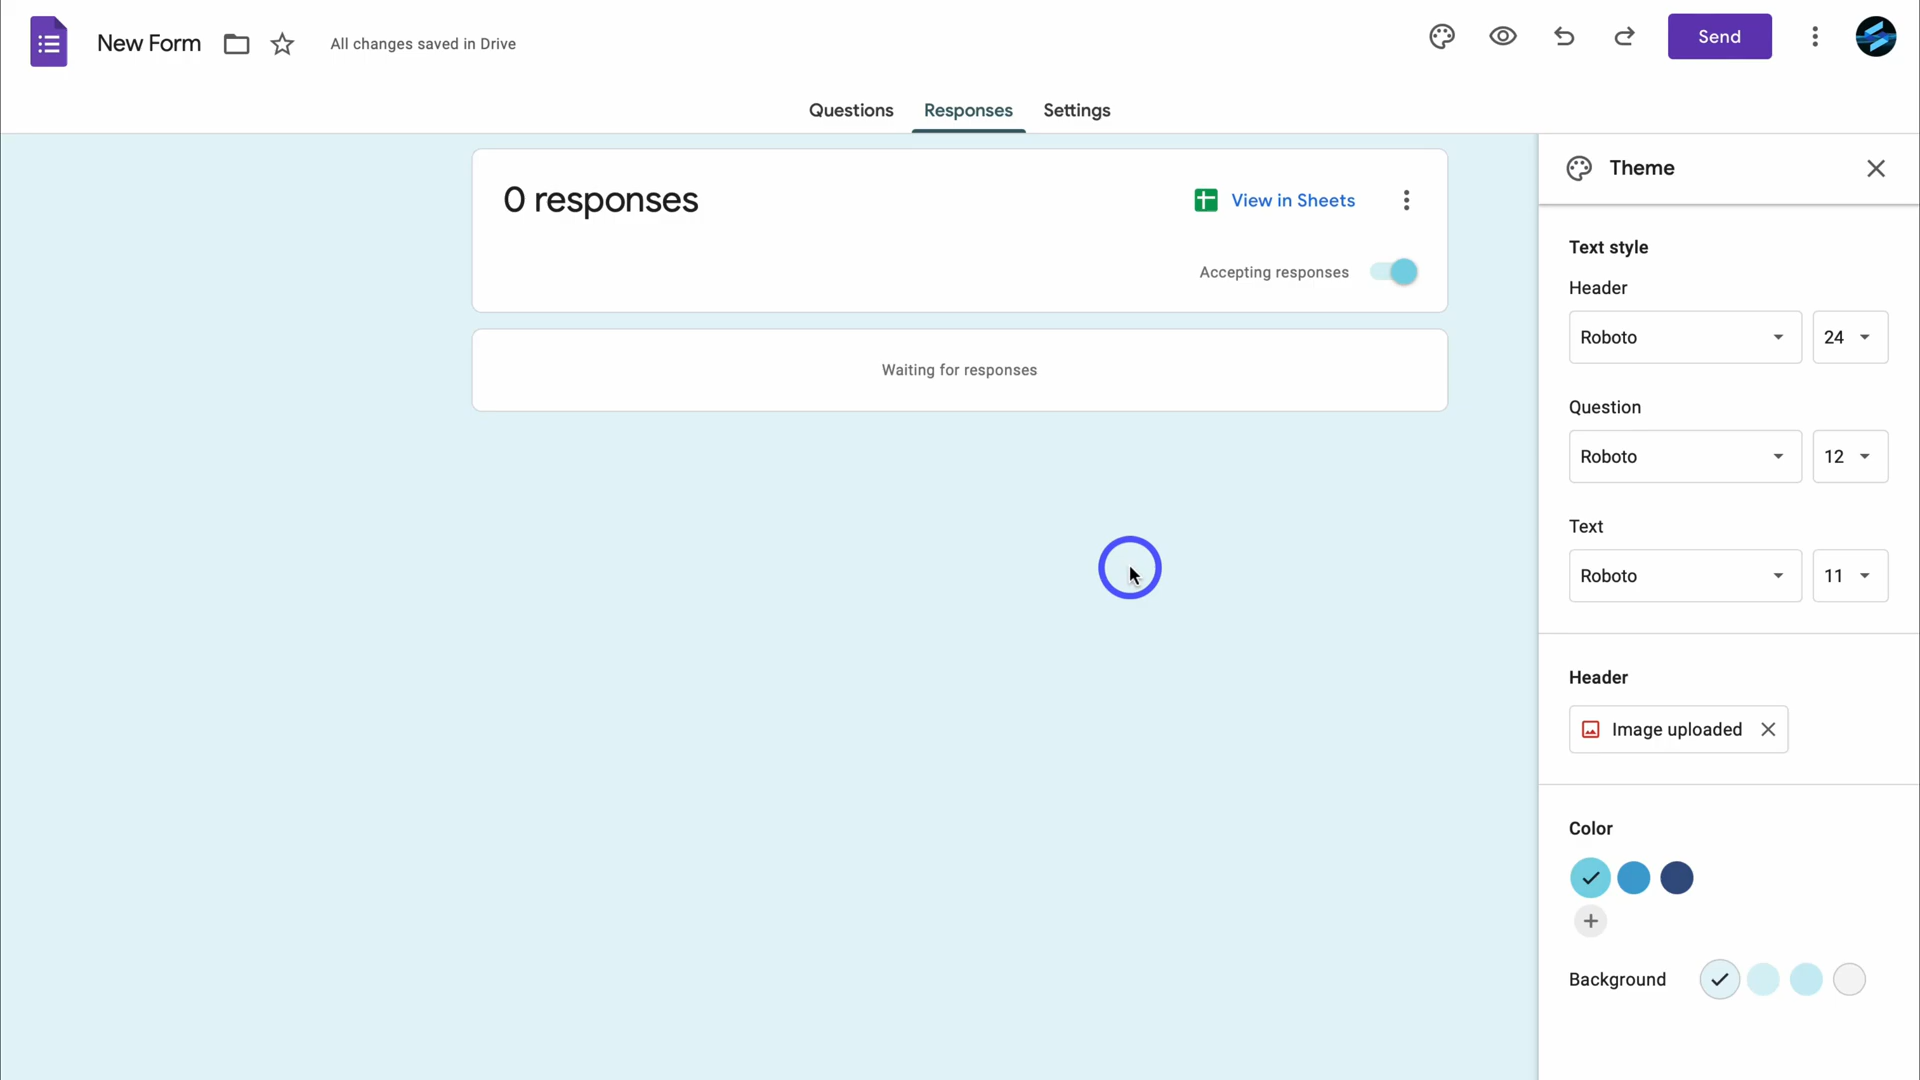 New Form
All changes saved in Drive
Send
Questions
Responses
Settings
0 responses
View in Sheets
Accepting responses
Waiting for responses
Theme
Text style
Header
Roboto
24
Question
Roboto
12
Text
Roboto
11
Header
Image uploaded
Color
Background